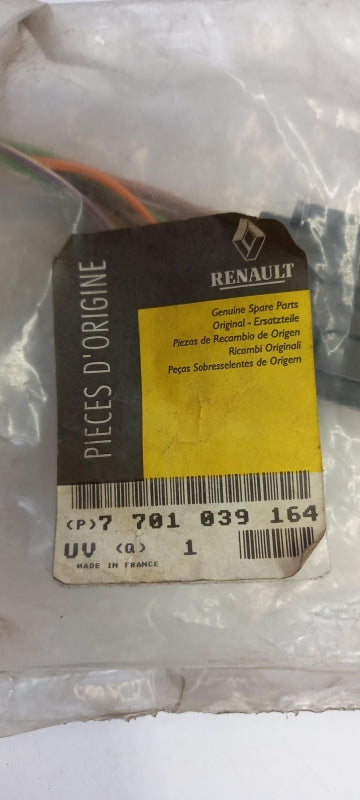 PIECES D'ORIGINE
RENAULT
Genuine Spare Parts
Original - Ersatzteile
Piezas de Recambio de Origen
Ricambi Originali
Peças Sobresselentes de Origem
(P)7 701 039 164
UV (Q) 1
MADE IN FRANCE